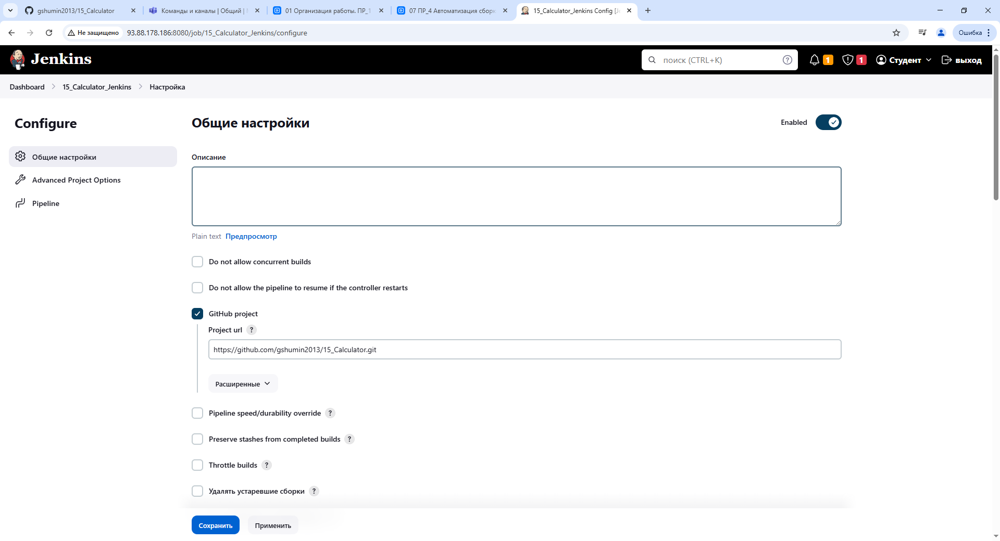 gshumin2013/15_Calculator
Команды и каналы | Общий |
01 Организация работы. ПР_1
07 ПР_4 Автоматизация сборк
15_Calculator_Jenkins Config [Je
Не защищено
93.88.178.186:8080/job/15_Calculator_Jenkins/configure
Ошибка
Jenkins
поиск (CTRL+K)
?
1
1
Студент
выход
Dashboard
15_Calculator_Jenkins
Настройка
Configure
Общие настройки
Advanced Project Options
Pipeline
Общие настройки
Enabled
Описание
Plain text Предпросмотр
Do not allow concurrent builds
Do not allow the pipeline to resume if the controller restarts
GitHub project
Project url ?
https://github.com/gshumin2013/15_Calculator.git
Расширенные
Pipeline speed/durability override ?
Preserve stashes from completed builds ?
Throttle builds ?
Удалять устаревшие сборки ?
Сохранить
Применить